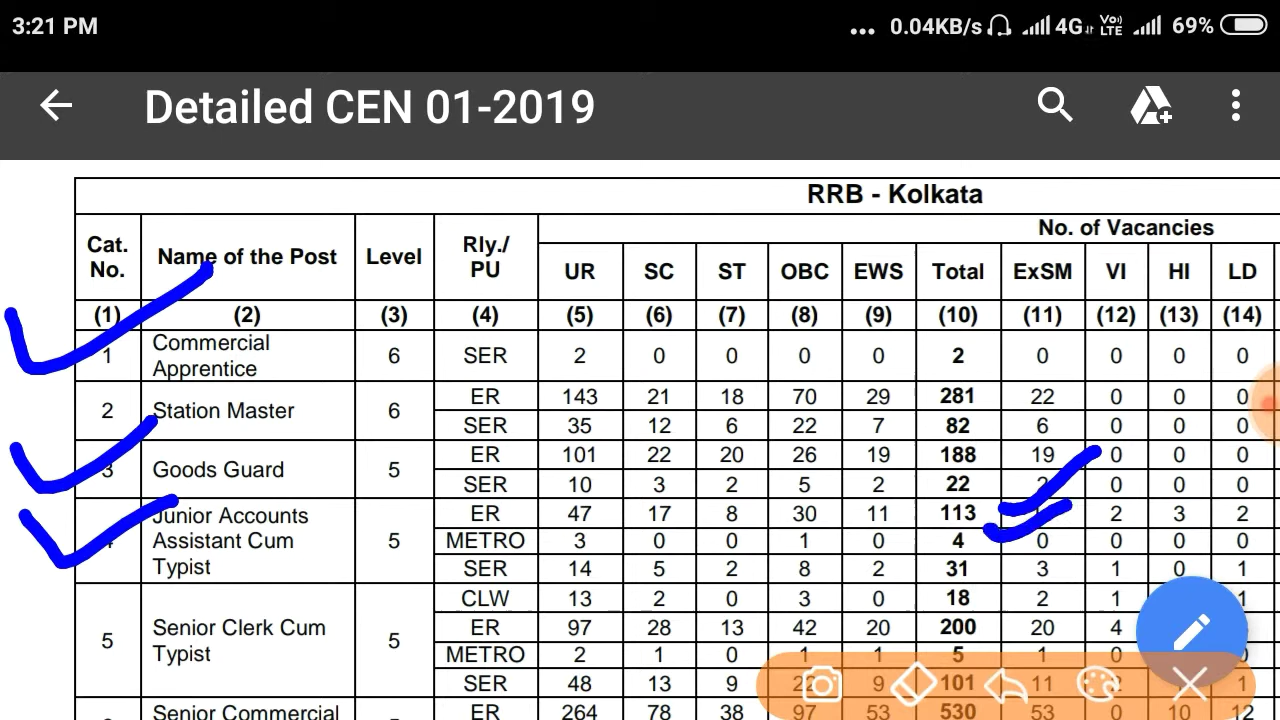 3:21 PM ... 0.04KB/s 4G VoLTE 69%
Detailed CEN 01-2019
RRB - Kolkata
Cat. No. Name of the Post Level Rly./ PU No. of Vacancies
UR SC ST OBC EWS Total ExSM VI HI LD
(1) (2) (3) (4) (5) (6) (7) (8) (9) (10) (11) (12) (13) (14)
1 Commercial Apprentice 6 SER 2 0 0 0 0 2 0 0 0 0
2 Station Master 6 ER 143 21 18 70 29 281 22 0 0 0
SER 35 12 6 22 7 82 6 0 0 0
3 Goods Guard 5 ER 101 22 20 26 19 188 19 0 0 0
SER 10 3 2 5 2 22 0 0 0
Junior Accounts Assistant Cum Typist 5 ER 47 17 8 30 11 113 2 3 2
METRO 3 0 0 1 0 4 0 0 0 0
SER 14 5 2 8 2 31 3 1 0 1
5 Senior Clerk Cum Typist 5 CLW 13 2 0 3 0 18 2 1 1
ER 97 28 13 42 20 200 20 4
METRO 2 1 0 1 1 5 1 0 0
SER 48 13 9 22 9 101 11 2 1
Senior Commercial ER 264 78 38 97 53 530 53 0 10 12